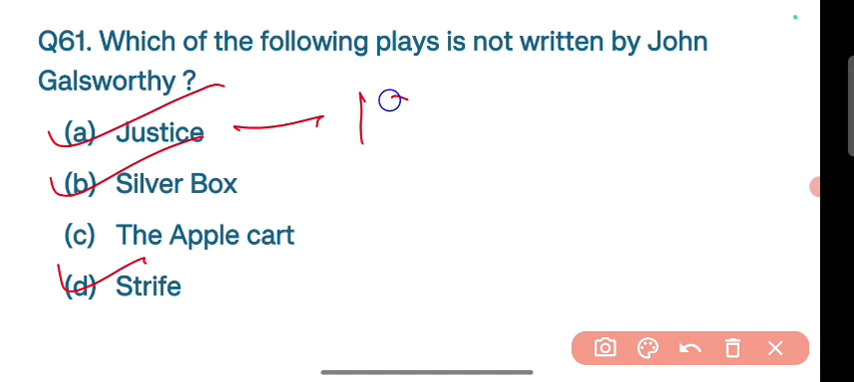 Q61. Which of the following plays is not written by John
Galsworthy ?
(a) Justice
(b) Silver Box
(c) The Apple cart
(d) Strife